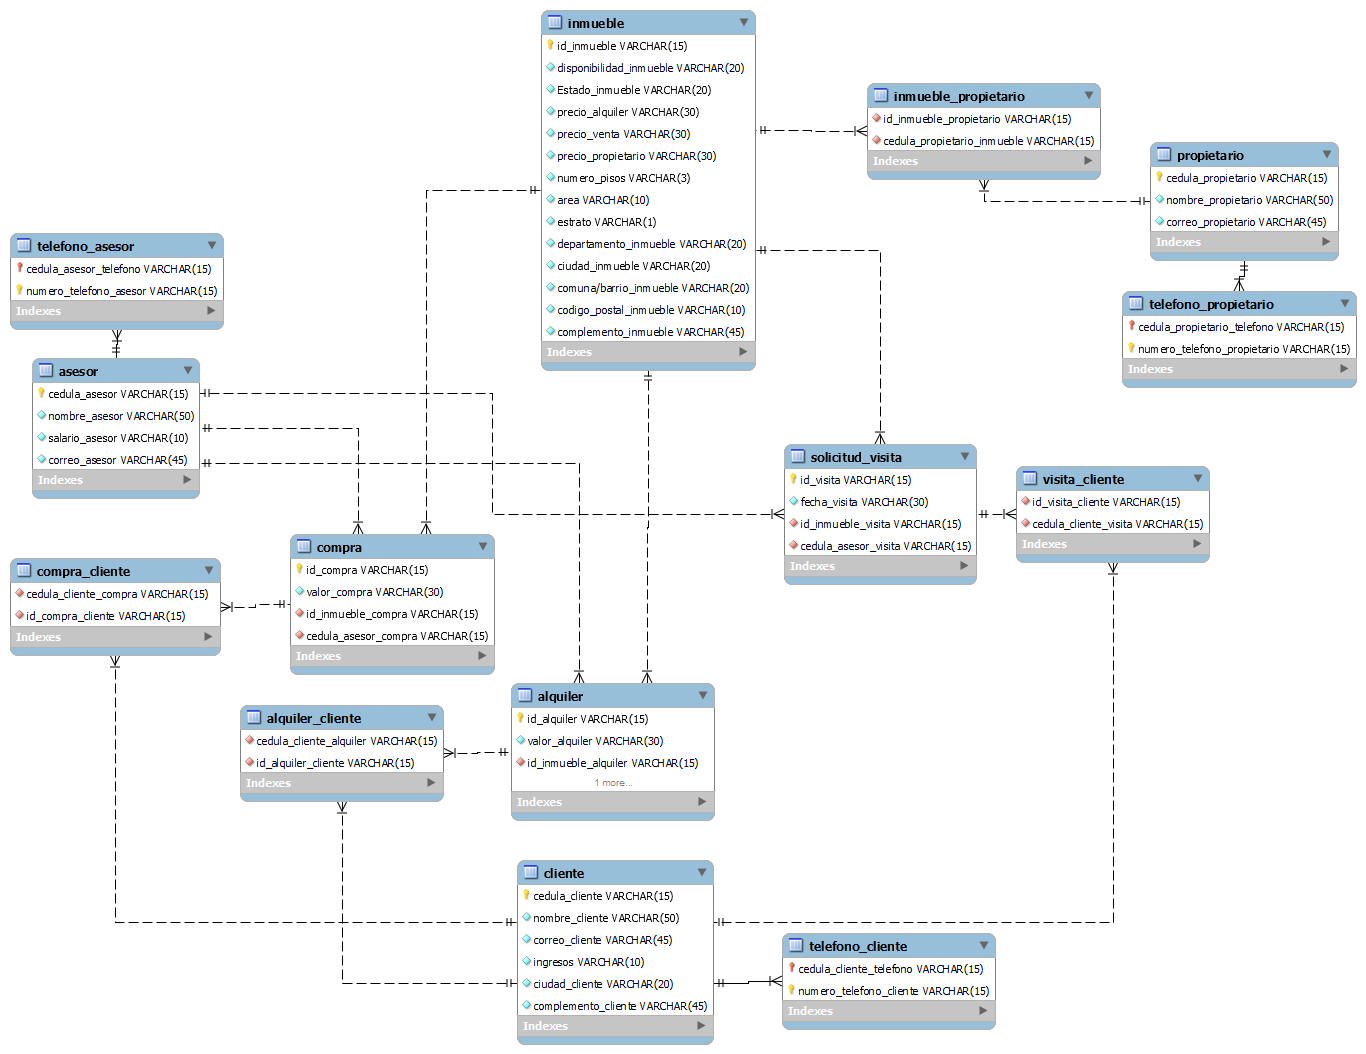 inmueble
id_inmueble VARCHAR(15)
disponibilidad_inmueble VARCHAR(20)
Estado_inmueble VARCHAR(20)
precio_alquiler VARCHAR(30)
precio_venta VARCHAR(30)
precio_propietario VARCHAR(30)
numero_pisos VARCHAR(3)
area VARCHAR(10)
estrato VARCHAR(1)
departamento_inmueble VARCHAR(20)
ciudad_inmueble VARCHAR(20)
comuna/barrio_inmueble VARCHAR(20)
codigo_postal_inmueble VARCHAR(10)
complemento_inmueble VARCHAR(45)
Indexes
inmueble_propietario
id_inmueble_propietario VARCHAR(15)
cedula_propietario_inmueble VARCHAR(15)
Indexes
propietario
cedula_propietario VARCHAR(15)
nombre_propietario VARCHAR(50)
correo_propietario VARCHAR(45)
Indexes
telefono_propietario
cedula_propietario_telefono VARCHAR(15)
numero_telefono_propietario VARCHAR(15)
Indexes
telefono_asesor
cedula_asesor_telefono VARCHAR(15)
numero_telefono_asesor VARCHAR(15)
Indexes
asesor
cedula_asesor VARCHAR(15)
nombre_asesor VARCHAR(50)
salario_asesor VARCHAR(10)
correo_asesor VARCHAR(45)
Indexes
solicitud_visita
id_visita VARCHAR(15)
fecha_visita VARCHAR(30)
id_inmueble_visita VARCHAR(15)
cedula_asesor_visita VARCHAR(15)
Indexes
visita_cliente
id_visita_cliente VARCHAR(15)
cedula_cliente_visita VARCHAR(15)
Indexes
compra
id_compra VARCHAR(15)
valor_compra VARCHAR(30)
id_inmueble_compra VARCHAR(15)
cedula_asesor_compra VARCHAR(15)
Indexes
compra_cliente
cedula_cliente_compra VARCHAR(15)
id_compra_cliente VARCHAR(15)
Indexes
alquiler
id_alquiler VARCHAR(15)
valor_alquiler VARCHAR(30)
id_inmueble_alquiler VARCHAR(15)
1 more...
Indexes
alquiler_cliente
cedula_cliente_alquiler VARCHAR(15)
id_alquiler_cliente VARCHAR(15)
Indexes
cliente
cedula_cliente VARCHAR(15)
nombre_cliente VARCHAR(50)
correo_cliente VARCHAR(45)
ingresos VARCHAR(10)
ciudad_cliente VARCHAR(20)
complemento_cliente VARCHAR(45)
Indexes
telefono_cliente
cedula_cliente_telefono VARCHAR(15)
numero_telefono_cliente VARCHAR(15)
Indexes